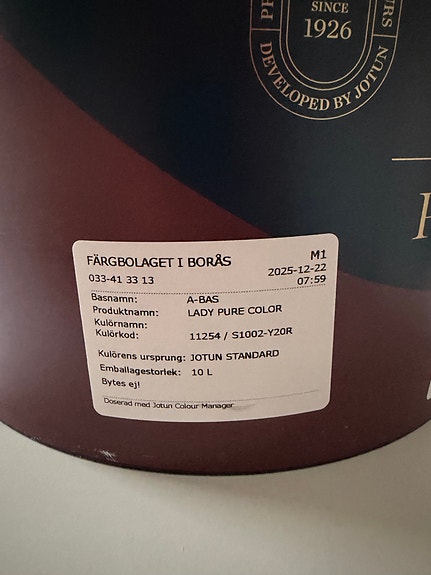 SINCE
1926
DEVELOPED BY JOTUN
FÄRGBOLAGET I BORÅS
M1
033-41 33 13
2025-12-22
07:59
Basnamn: A-BAS
Produktnamn: LADY PURE COLOR
Kulörnamn:
Kulörkod: 11254 / S1002-Y20R
Kulörens ursprung: JOTUN STANDARD
Emballagestorlek: 10 L
Bytes ej!
Doserad med Jotun Colour Manager